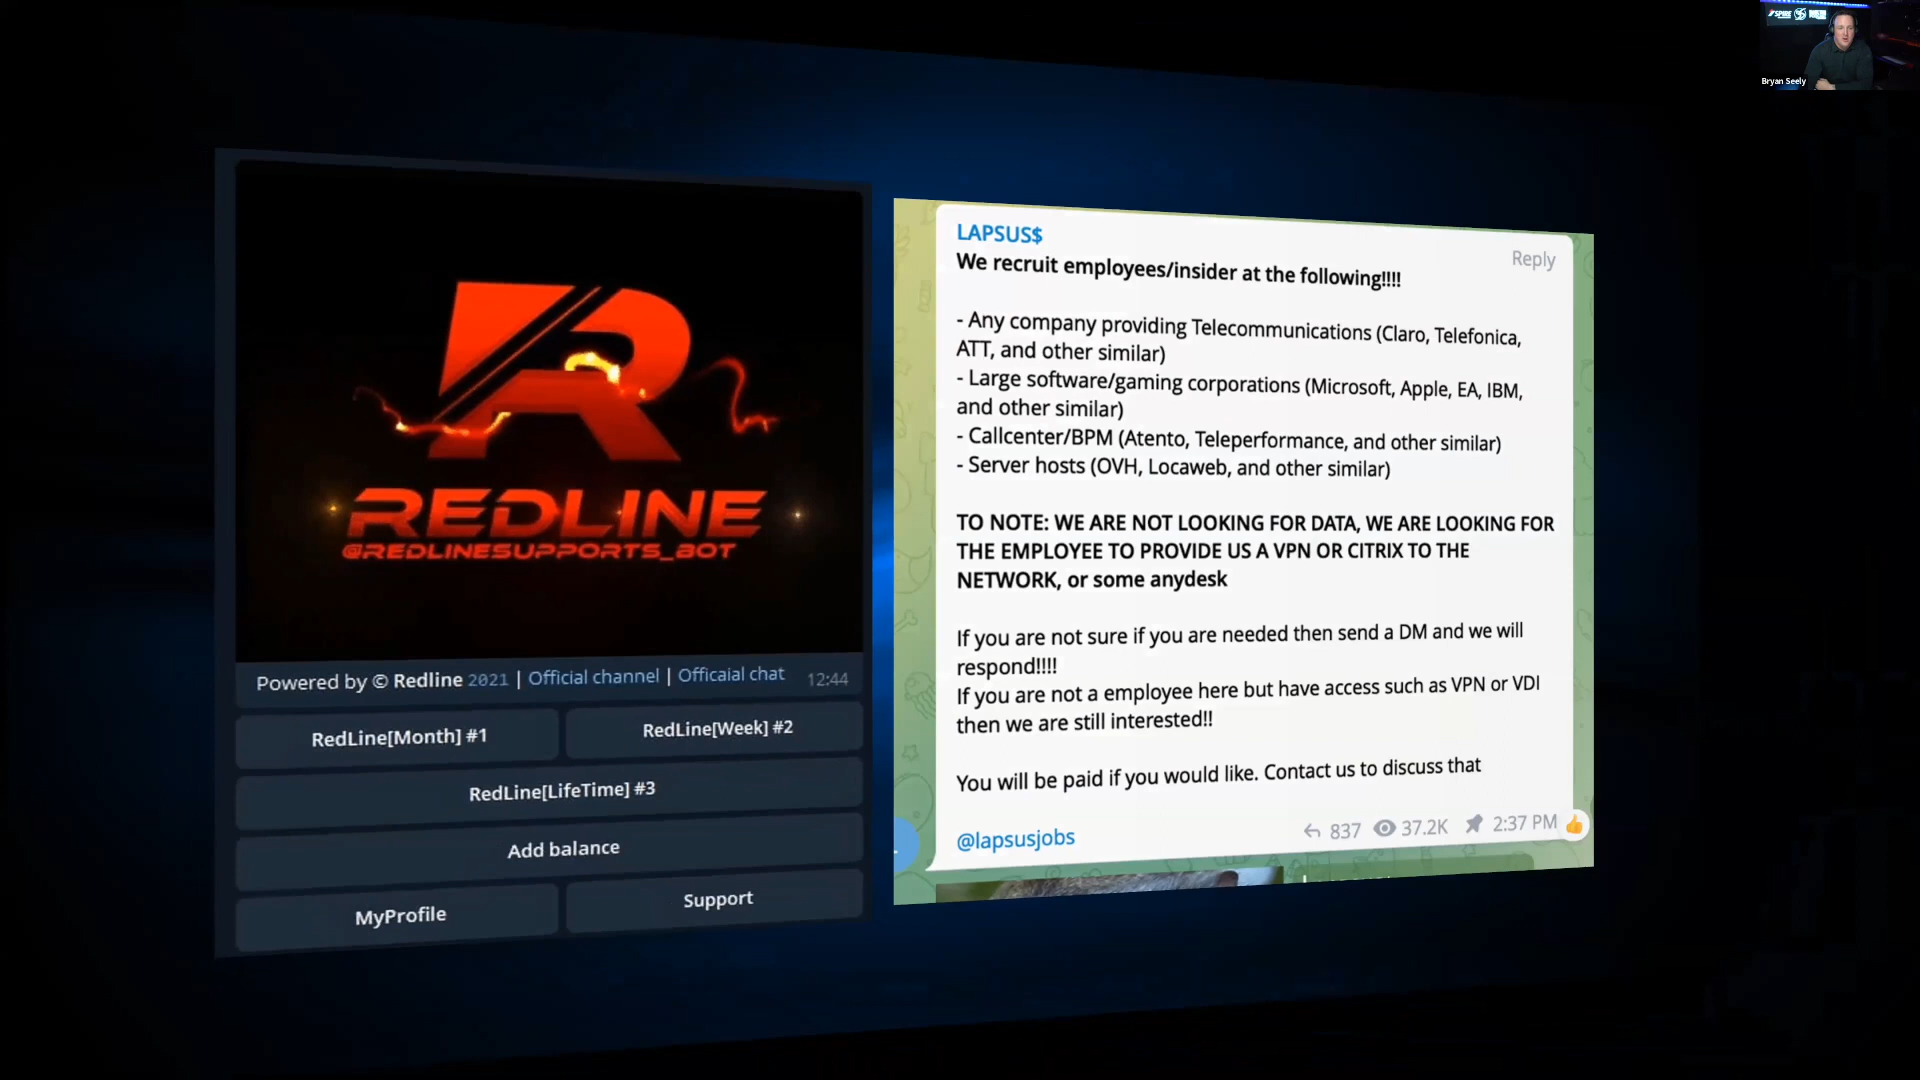 SPIRE
Bryan Seely
R
REDLINE
@REDLINESUPPORTS_BOT
Powered by © Redline 2021 | Official channel | Officaial chat 12:44
RedLine[Month] #1
RedLine[Week] #2
RedLine[LifeTime] #3
Add balance
MyProfile
Support
LAPSUS$
Reply
We recruit employees/insider at the following!!!!
- Any company providing Telecommunications (Claro, Telefonica,
ATT, and other similar)
- Large software/gaming corporations (Microsoft, Apple, EA, IBM,
and other similar)
- Callcenter/BPM (Atento, Teleperformance, and other similar)
- Server hosts (OVH, Locaweb, and other similar)
TO NOTE: WE ARE NOT LOOKING FOR DATA, WE ARE LOOKING FOR
THE EMPLOYEE TO PROVIDE US A VPN OR CITRIX TO THE
NETWORK, or some anydesk
If you are not sure if you are needed then send a DM and we will
respond!!!!
If you are not a employee here but have access such as VPN or VDI
then we are still interested!!
You will be paid if you would like. Contact us to discuss that
@lapsusjobs
837 37.2K 2:37 PM